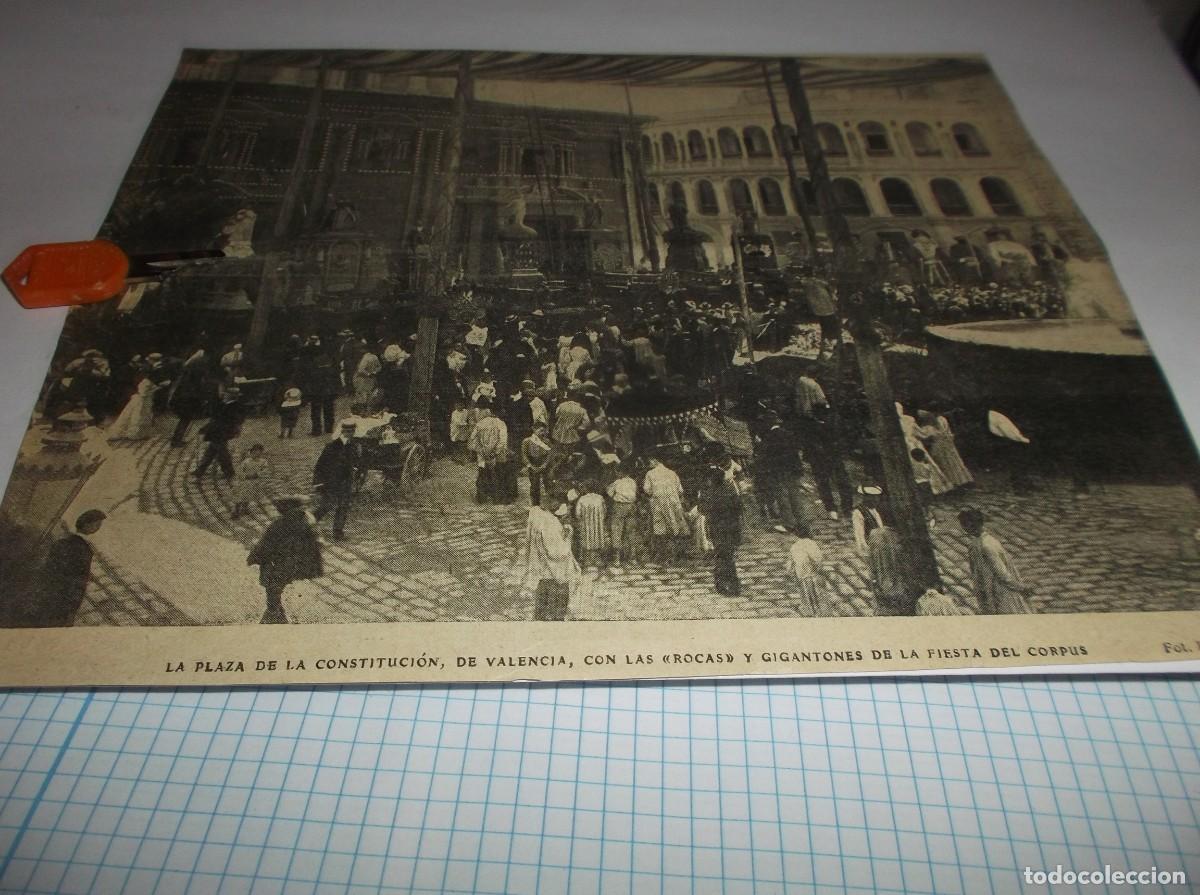 LA PLAZA DE LA CONSTITUCIÓN, DE VALENCIA, CON LAS «ROCAS» Y GIGANTONES DE LA FIESTA DEL CORPUS Fot.
todocoleccion